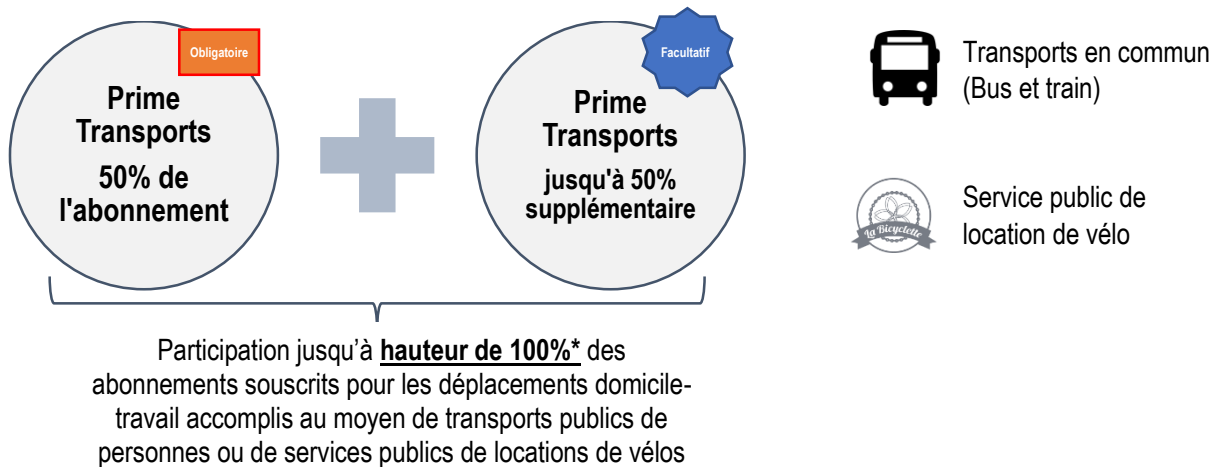 Obligatoire
Prime
Transports
50% de
l'abonnement
Facultatif
Prime
Transports
jusqu'à 50%
supplémentaire
Transports en commun
(Bus et train)
La Bicyclette
Service public de
location de vélo
Participation jusqu’à hauteur de 100%* des
abonnements souscrits pour les déplacements domicile-
travail accomplis au moyen de transports publics de
personnes ou de services publics de locations de vélos